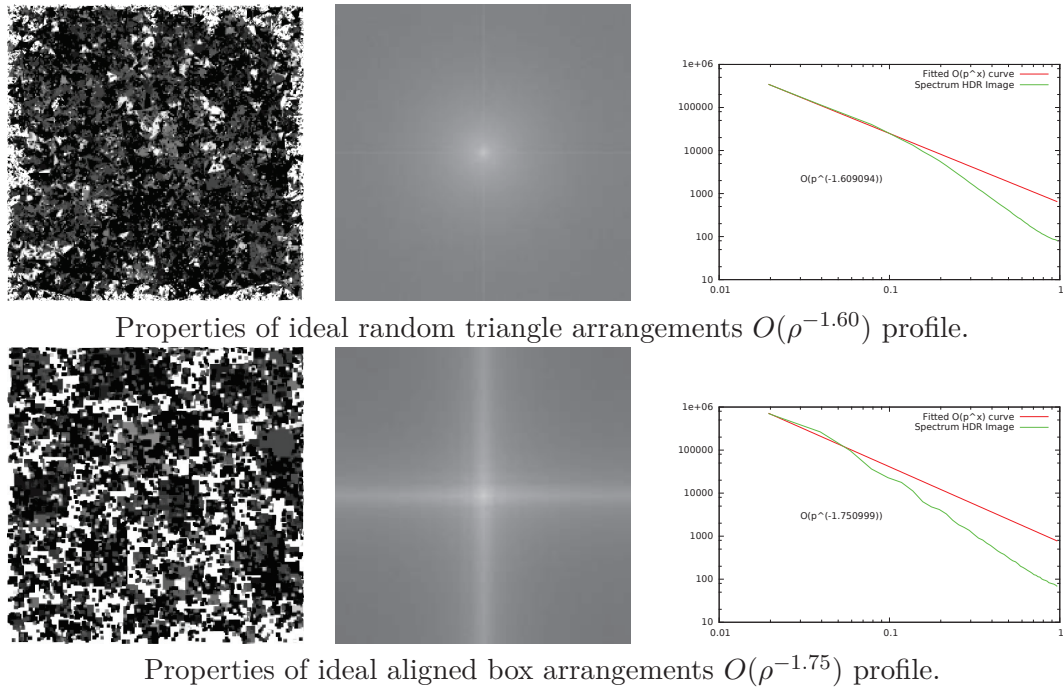 1e+06
100000
10000
1000
100
10
0.01
0.1
1
Fitted O(p^x) curve
Spectrum HDR Image
O(p^(-1.609094))
Properties of ideal random triangle arrangements O(ρ^{-1.60}) profile.
1e+06
100000
10000
1000
100
10
0.01
0.1
1
Fitted O(p^x) curve
Spectrum HDR Image
O(p^(-1.750999))
Properties of ideal aligned box arrangements O(ρ^{-1.75}) profile.